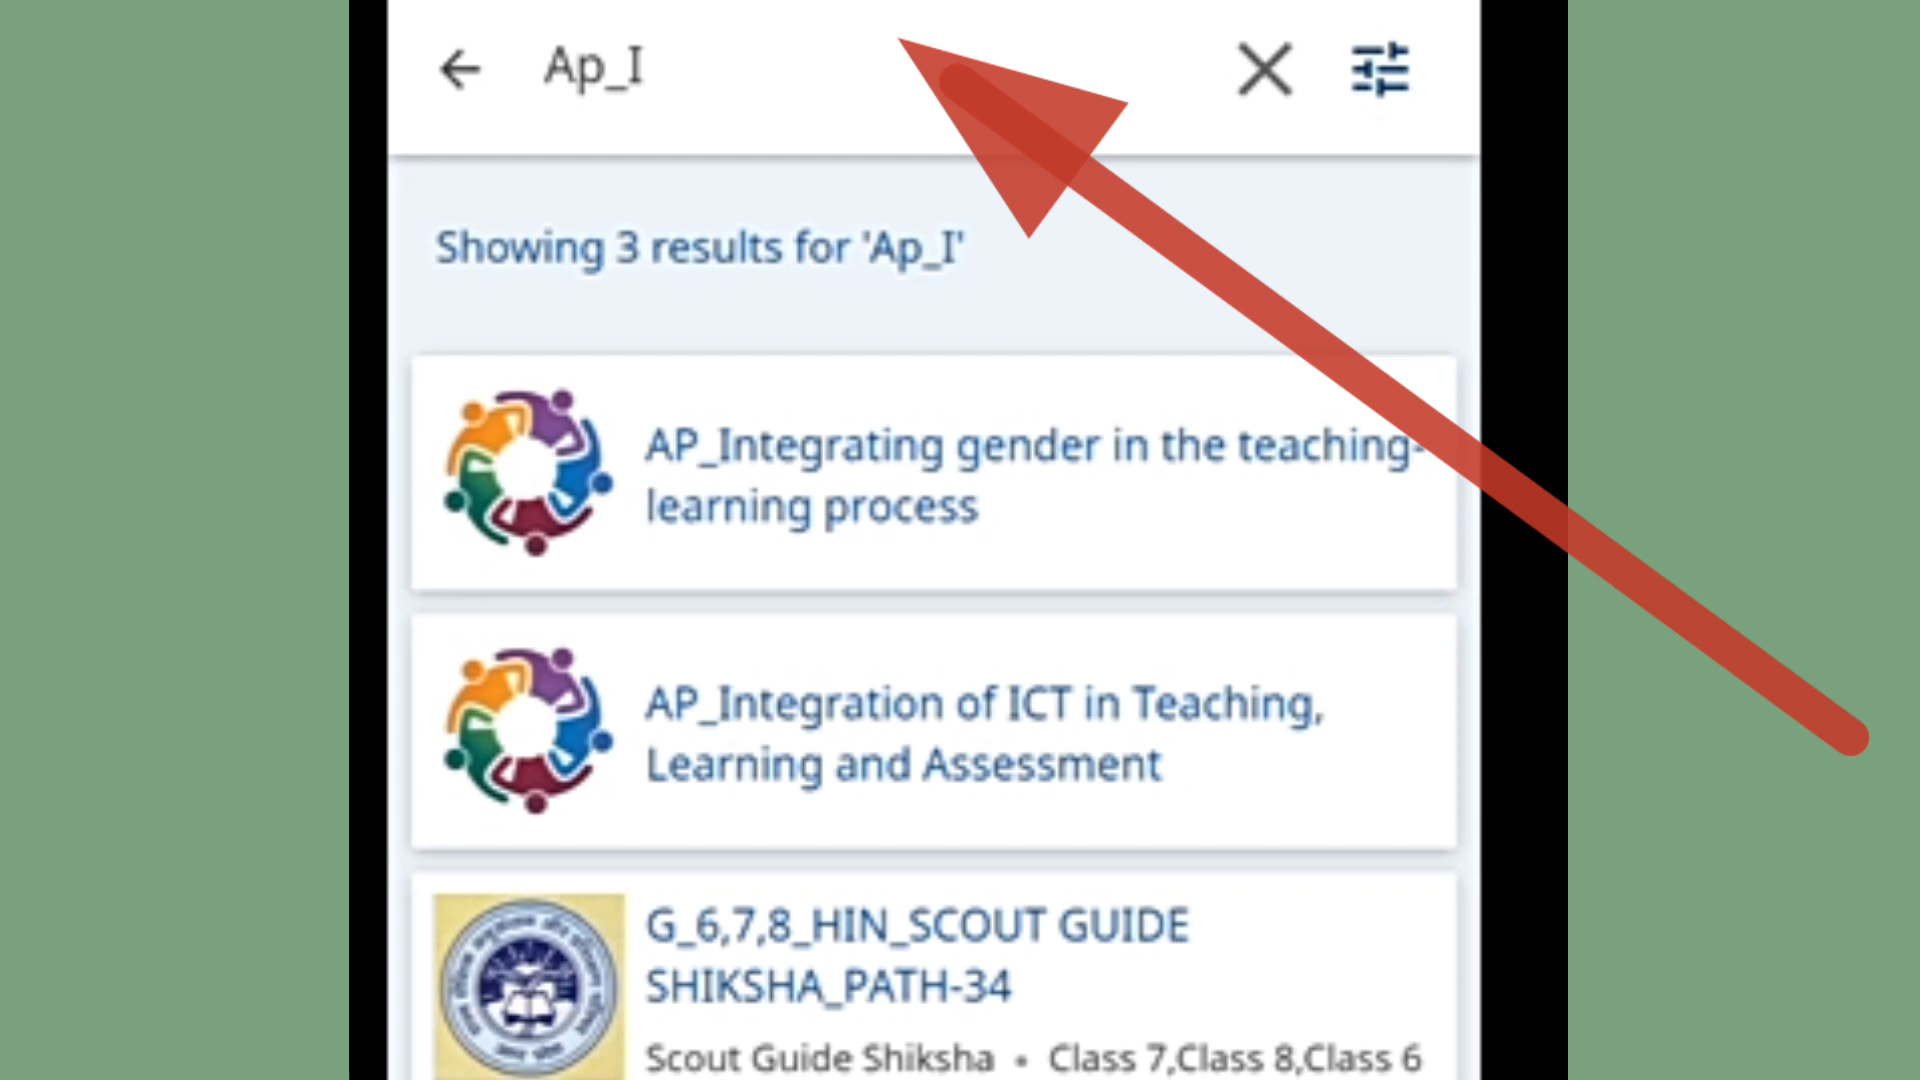 Ap_I
Showing 3 results for 'Ap_I'
AP_Integrating gender in the teaching-
learning process
AP_Integration of ICT in Teaching,
Learning and Assessment
G_6,7,8_HIN_SCOUT GUIDE
SHIKSHA_PATH-34
Scout Guide Shiksha • Class 7,Class 8,Class 6